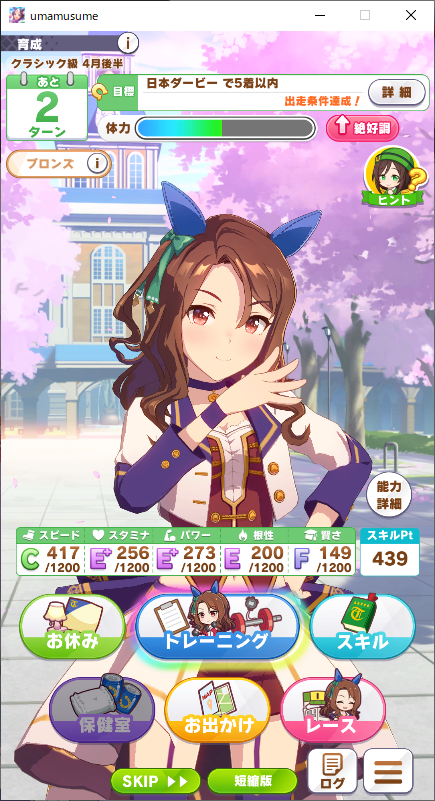 umamusume
育成
i
クラシック級 4月後半
あと
2
ターン
目標
日本ダービー で5着以内
出走条件達成！
詳細
体力
絶好調
ブロンズ
i
ヒント
能力
詳細
スピード スタミナ パワー 根性 賢さ スキルPt
C 417 E+ 256 E+ 273 E 200 F 149 439
/1200 /1200 /1200 /1200 /1200
お休み トレーニング スキル
保健室 お出かけ レース
SKIP 短縮版 ログ